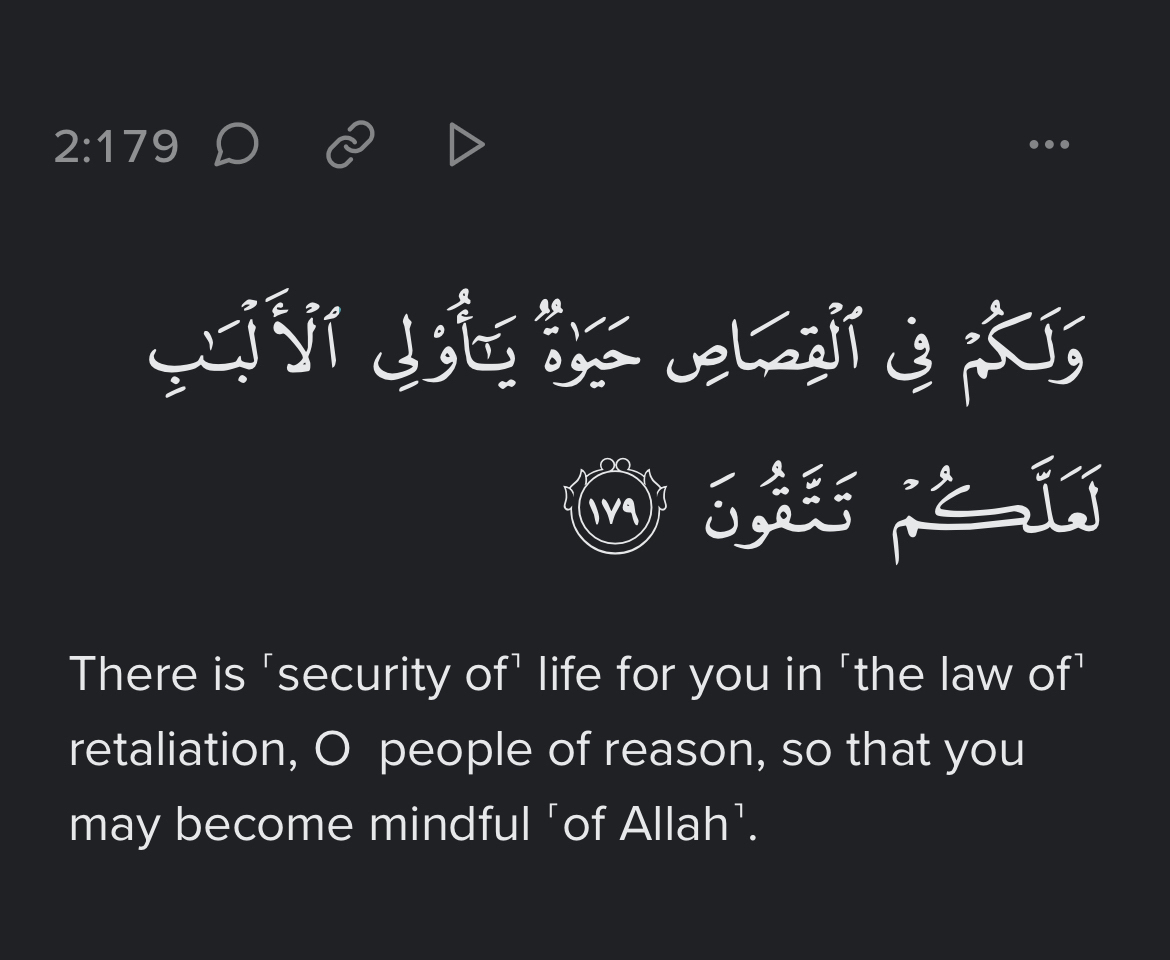 2:179
وَلَكُمْ فِى ٱلْقِصَاصِ حَيَوٰةٌ يَـٰٓأُو۟لِى ٱلْأَلْبَـٰبِ
لَعَلَّكُمْ تَتَّقُونَ ١٧٩
There is ⸢security of⸣ life for you in ⸢the law of⸣
retaliation, O  people of reason, so that you
may become mindful ⸢of Allah⸣.